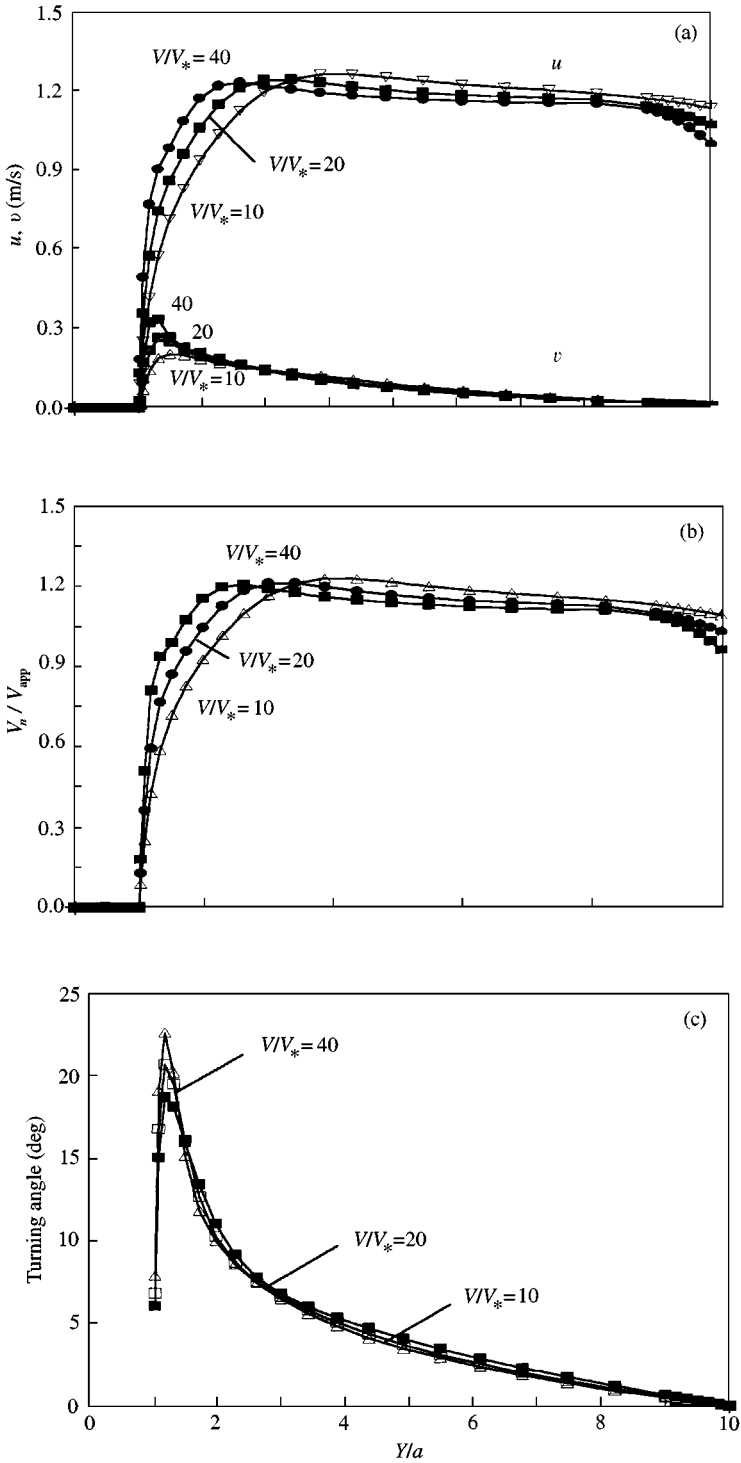 1.5
(a)
V/V* = 40
u
1.2
V/V* = 20
0.9
u, υ (m/s)
V/V* = 10
0.6
40
0.3
20
v
V/V* = 10
0.0
1.5
(b)
V/V* = 40
1.2
V/V* = 20
0.9
Vn / Vapp
V/V* = 10
0.6
0.3
0.0
25
(c)
V/V* = 40
20
15
Turning angle (deg)
10
V/V* = 20
V/V* = 10
5
0
0 2 4 6 8 10
Y/a